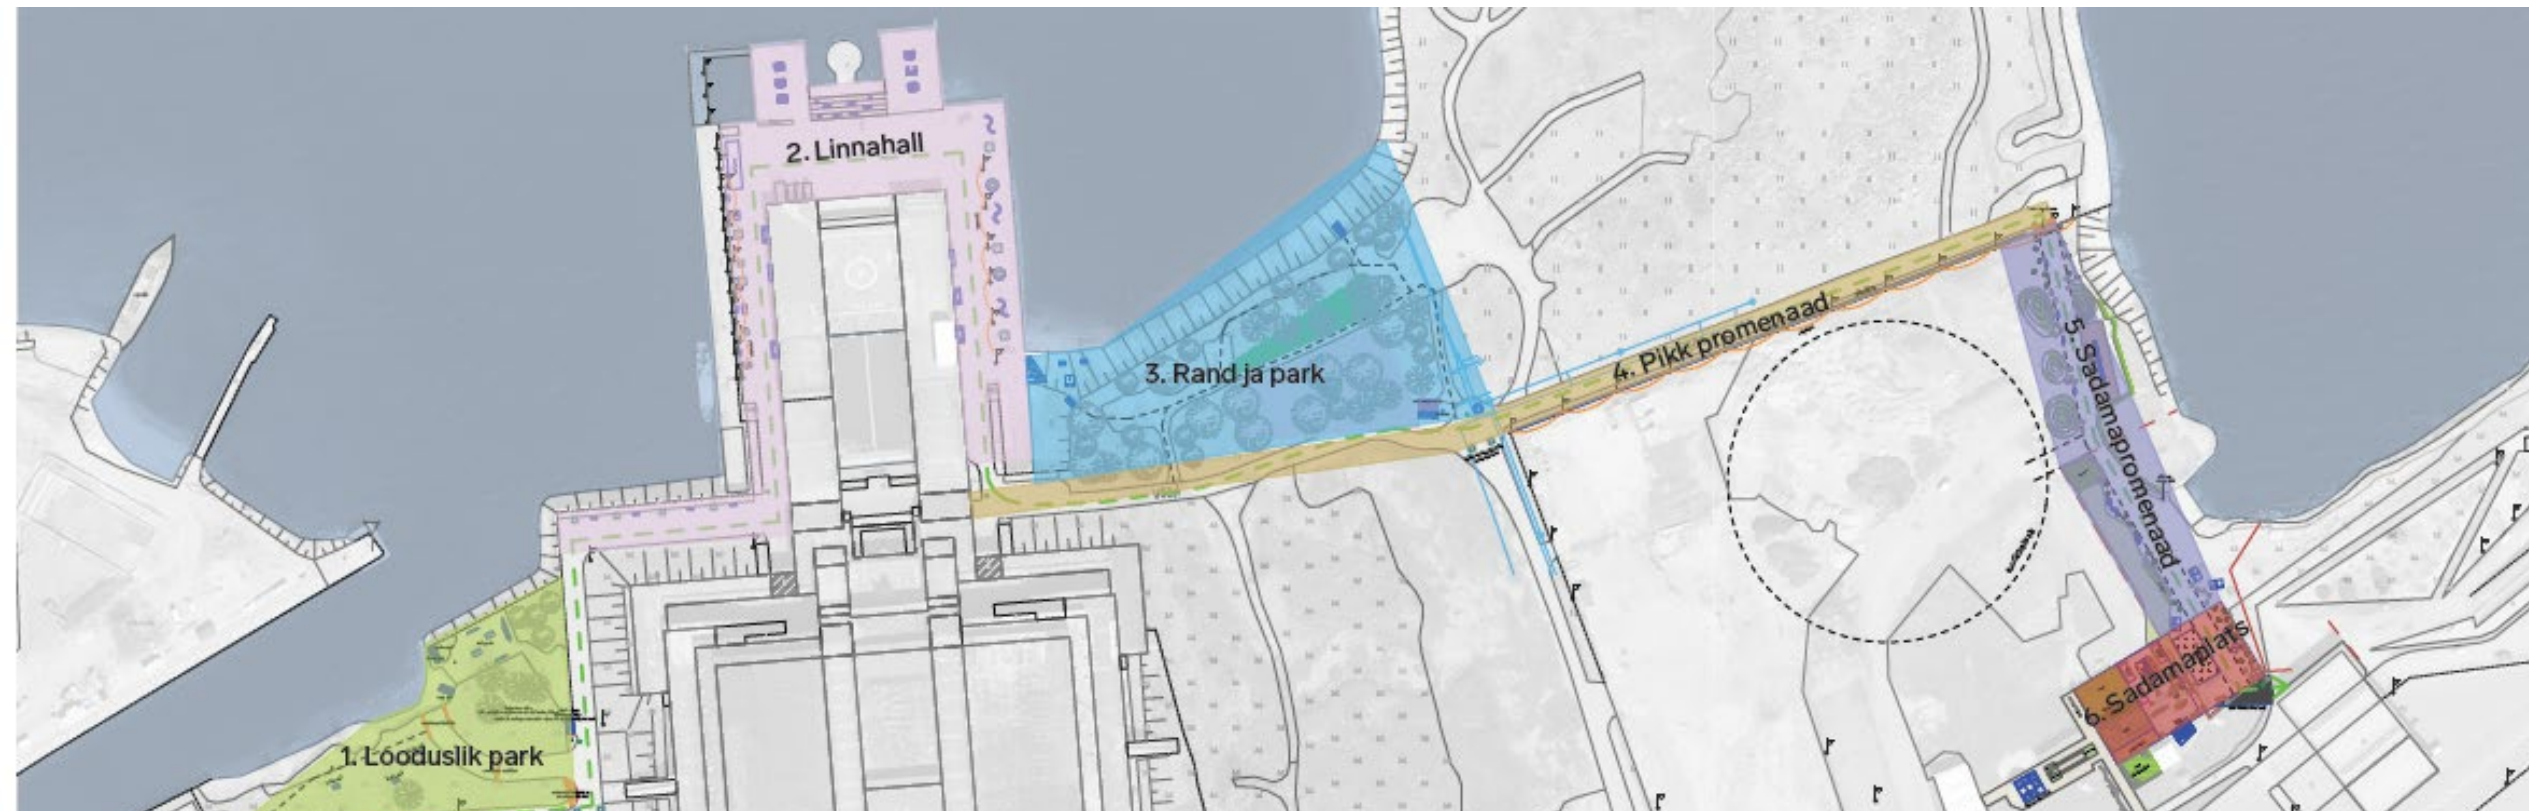 1. Looduslik park
2. Linnahall
3. Rand ja park
4. Pikk promenaad
5. Sadamapromenaad
6. Sadamaplats